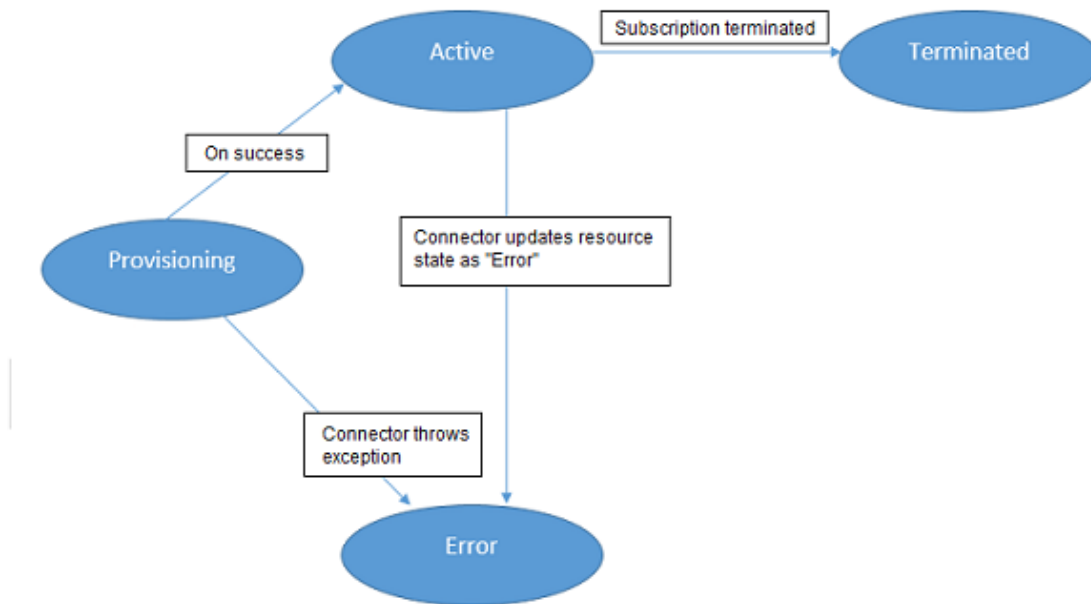 Active
Subscription terminated
Terminated
On success
Provisioning
Connector updates resource
state as "Error"
Connector throws
exception
Error